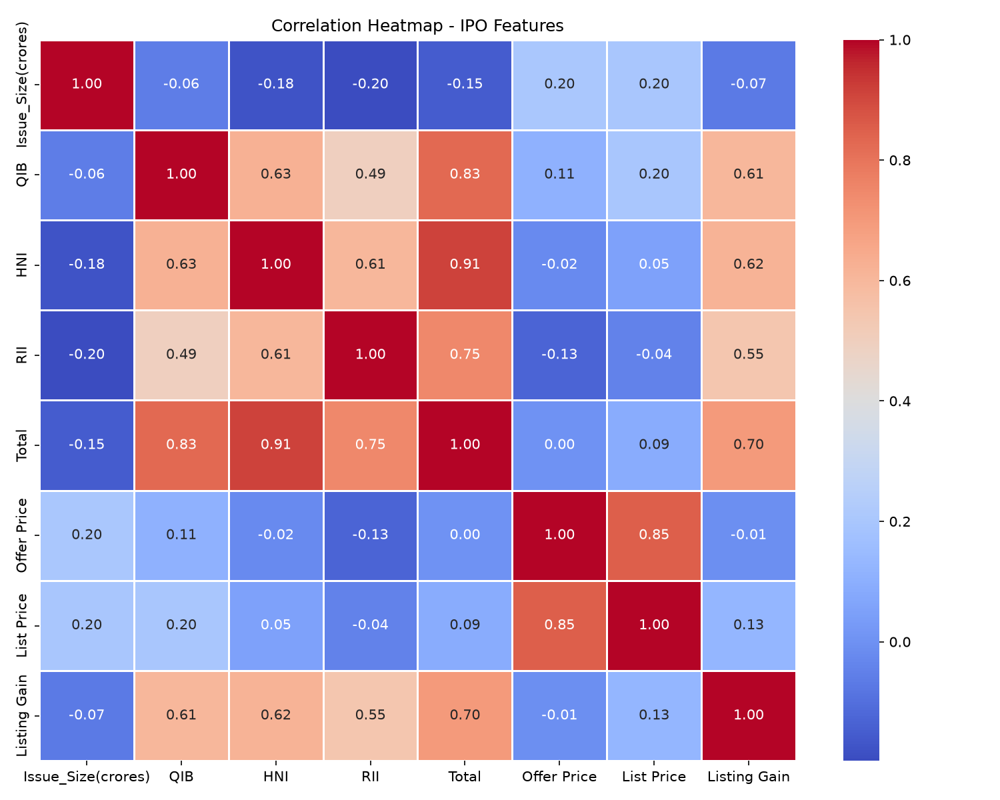 Correlation Heatmap - IPO Features
Issue_Size(crores) 1.00 -0.06 -0.18 -0.20 -0.15 0.20 0.20 -0.07
QIB -0.06 1.00 0.63 0.49 0.83 0.11 0.20 0.61
HNI -0.18 0.63 1.00 0.61 0.91 -0.02 0.05 0.62
RII -0.20 0.49 0.61 1.00 0.75 -0.13 -0.04 0.55
Total -0.15 0.83 0.91 0.75 1.00 0.00 0.09 0.70
Offer Price 0.20 0.11 -0.02 -0.13 0.00 1.00 0.85 -0.01
List Price 0.20 0.20 0.05 -0.04 0.09 0.85 1.00 0.13
Listing Gain -0.07 0.61 0.62 0.55 0.70 -0.01 0.13 1.00
Issue_Size(crores) QIB HNI RII Total Offer Price List Price Listing Gain
1.0
0.8
0.6
0.4
0.2
0.0